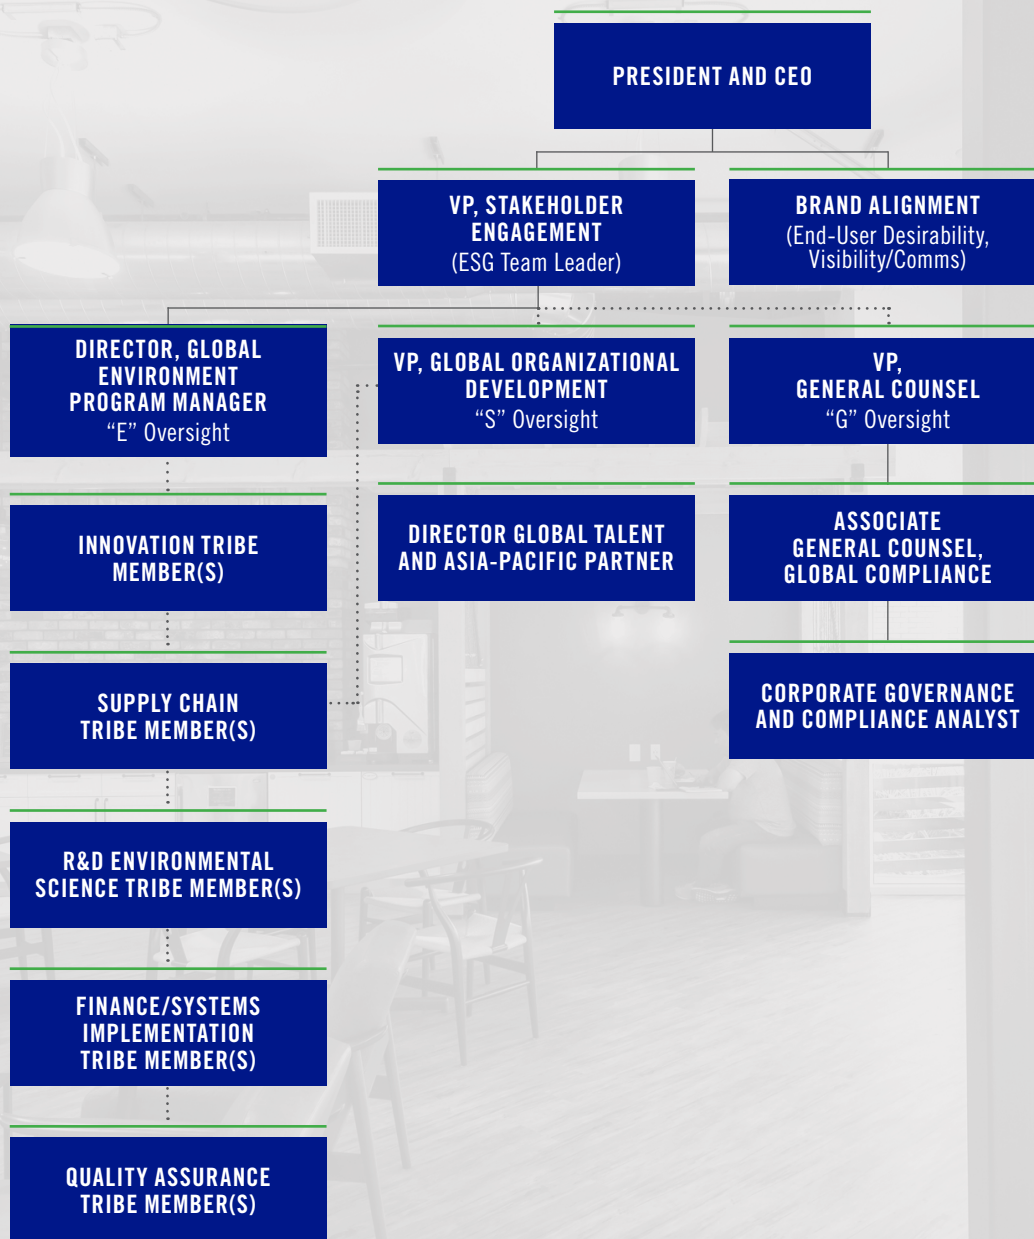 PRESIDENT AND CEO
VP, STAKEHOLDER
ENGAGEMENT
(ESG Team Leader)
BRAND ALIGNMENT
(End-User Desirability,
Visibility/Comms)
DIRECTOR, GLOBAL
ENVIRONMENT
PROGRAM MANAGER
“E” Oversight
VP, GLOBAL ORGANIZATIONAL
DEVELOPMENT
“S” Oversight
VP,
GENERAL COUNSEL
“G” Oversight
INNOVATION TRIBE
MEMBER(S)
DIRECTOR GLOBAL TALENT
AND ASIA-PACIFIC PARTNER
ASSOCIATE
GENERAL COUNSEL,
GLOBAL COMPLIANCE
SUPPLY CHAIN
TRIBE MEMBER(S)
CORPORATE GOVERNANCE
AND COMPLIANCE ANALYST
R&D ENVIRONMENTAL
SCIENCE TRIBE MEMBER(S)
FINANCE/SYSTEMS
IMPLEMENTATION
TRIBE MEMBER(S)
QUALITY ASSURANCE
TRIBE MEMBER(S)